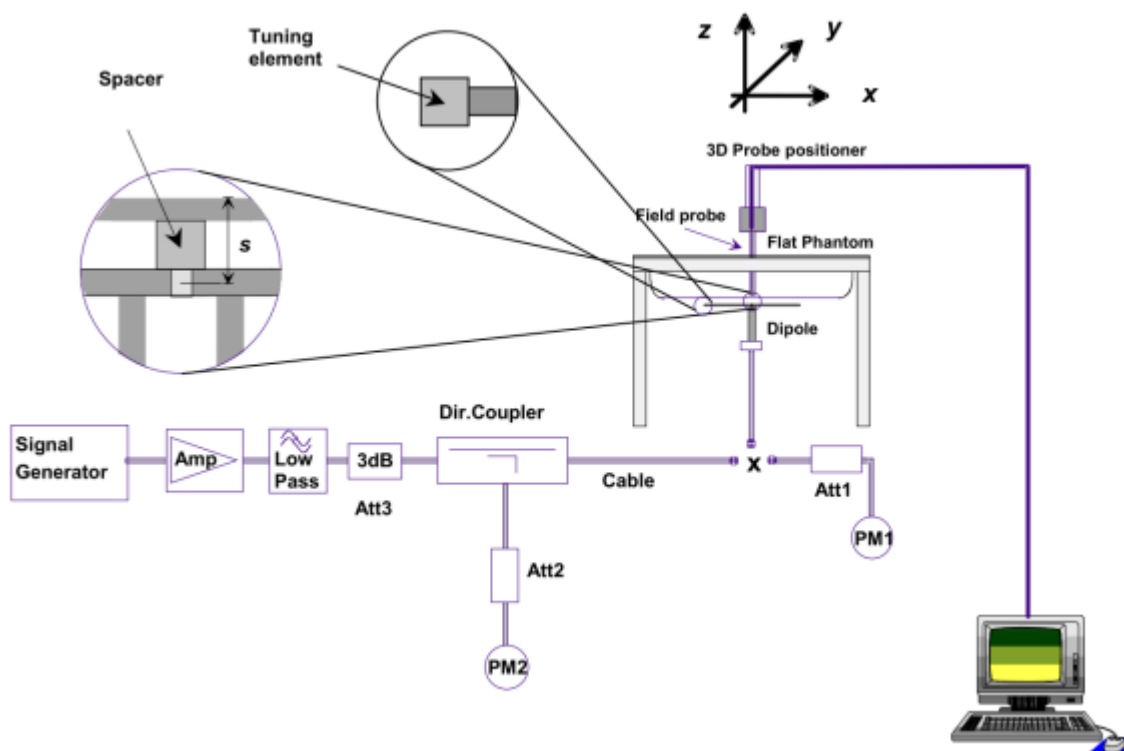 Tuning
element
Spacer
z
y
x
3D Probe positioner
Field probe
Flat Phantom
s
Dipole
Dir.Coupler
Signal
Generator
Amp
Low
Pass
3dB
Att3
Cable
x
Att1
PM1
Att2
PM2